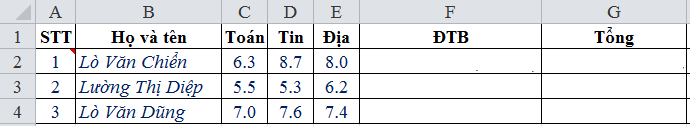 A B C D E F G
1 STT Họ và tên Toán Tin Địa ĐTB Tổng
2 1 Lò Văn Chiển 6.3 8.7 8.0
3 2 Lường Thị Diệp 5.5 5.3 6.2
4 3 Lò Văn Dũng 7.0 7.6 7.4